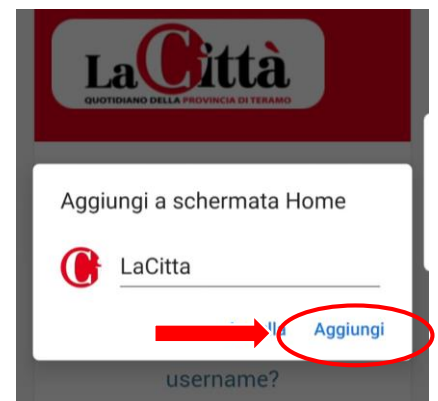 LaCittà
QUOTIDIANO DELLA PROVINCIA DI TERAMO
Aggiungi a schermata Home
LaCitta
Aggiungi
username?